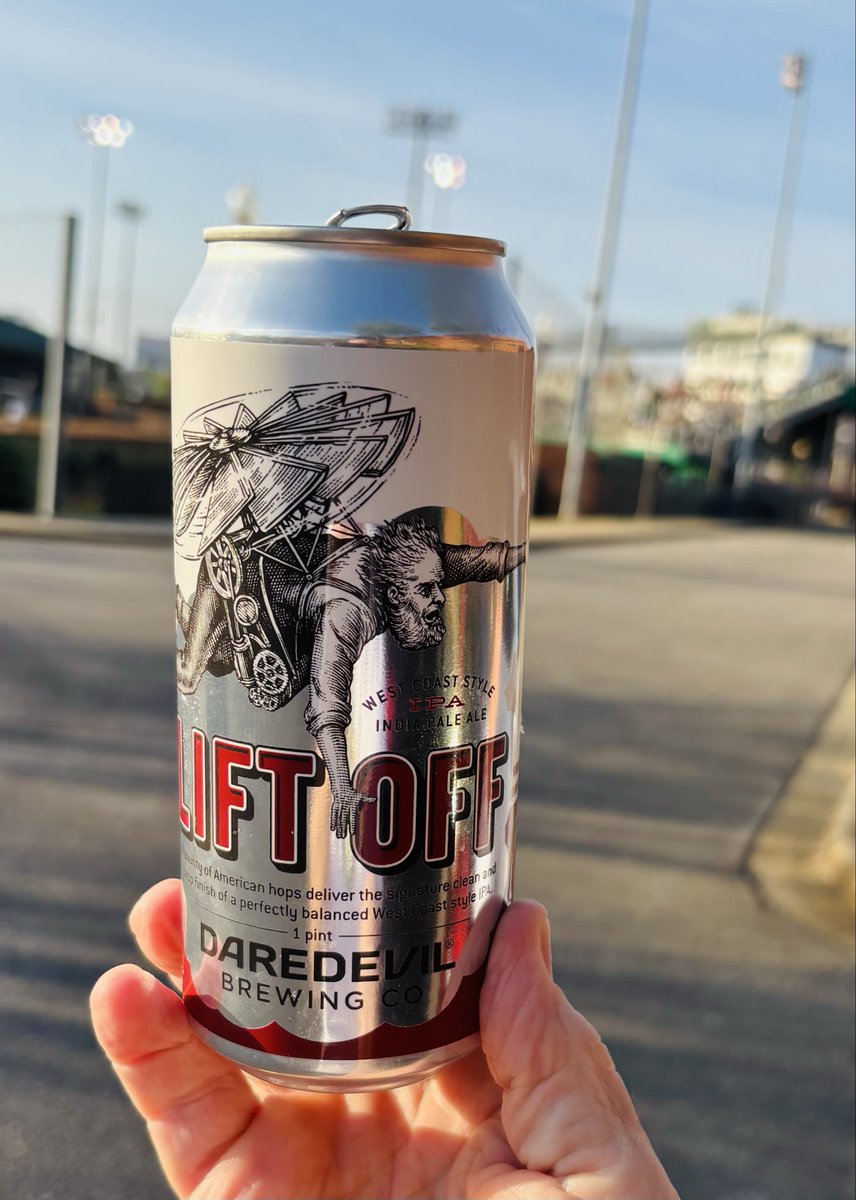 WEST COAST STYLE
IPA
INDIA PALE ALE
LIFT OFF
of American hops deliver the signature clean and
finish of a perfectly balanced West Coast style IPA.
1 pint
DAREDEVIL®
BREWING CO